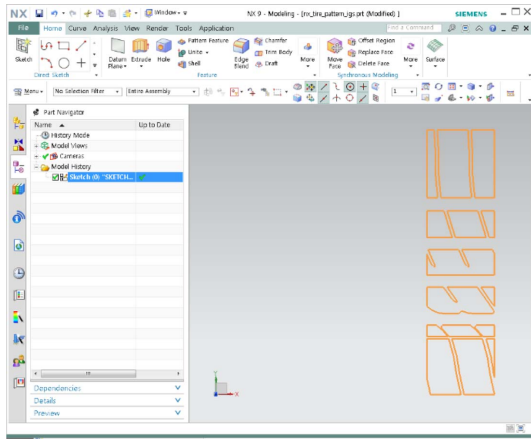 NX
Window
NX 9 - Modeling - [nx_tire_pattern_igs.prt (Modified) ]
SIEMENS
File
Home
Curve
Analysis
View
Render
Tools
Application
Find a Command
Sketch
Direct Sketch
Datum Plane
Extrude
Hole
Pattern Feature
Unite
Shell
Edge Blend
Chamfer
Trim Body
Draft
More
Feature
Move Face
Offset Region
Replace Face
Delete Face
More
Synchronous Modeling
Surface
Menu
No Selection Filter
Entire Assembly
1
Part Navigator
Name
Up to Date
History Mode
Model Views
Cameras
Model History
Sketch (0) "SKETCH...
Dependencies
Details
Preview
Y
X